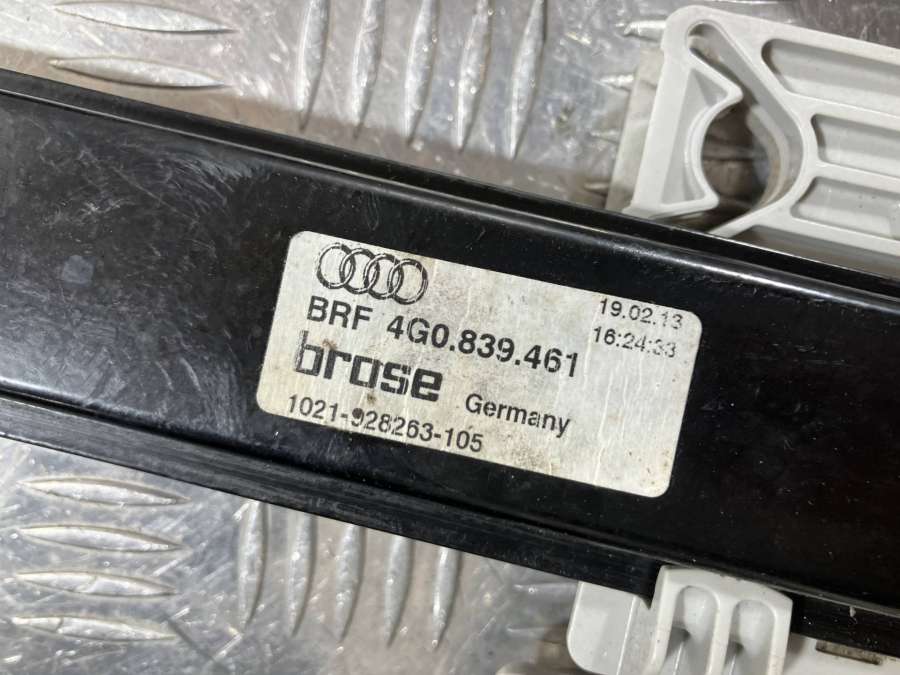 19.02.13
BRF 4G0.839.461
16:24:33
brose Germany
1021-928263-105